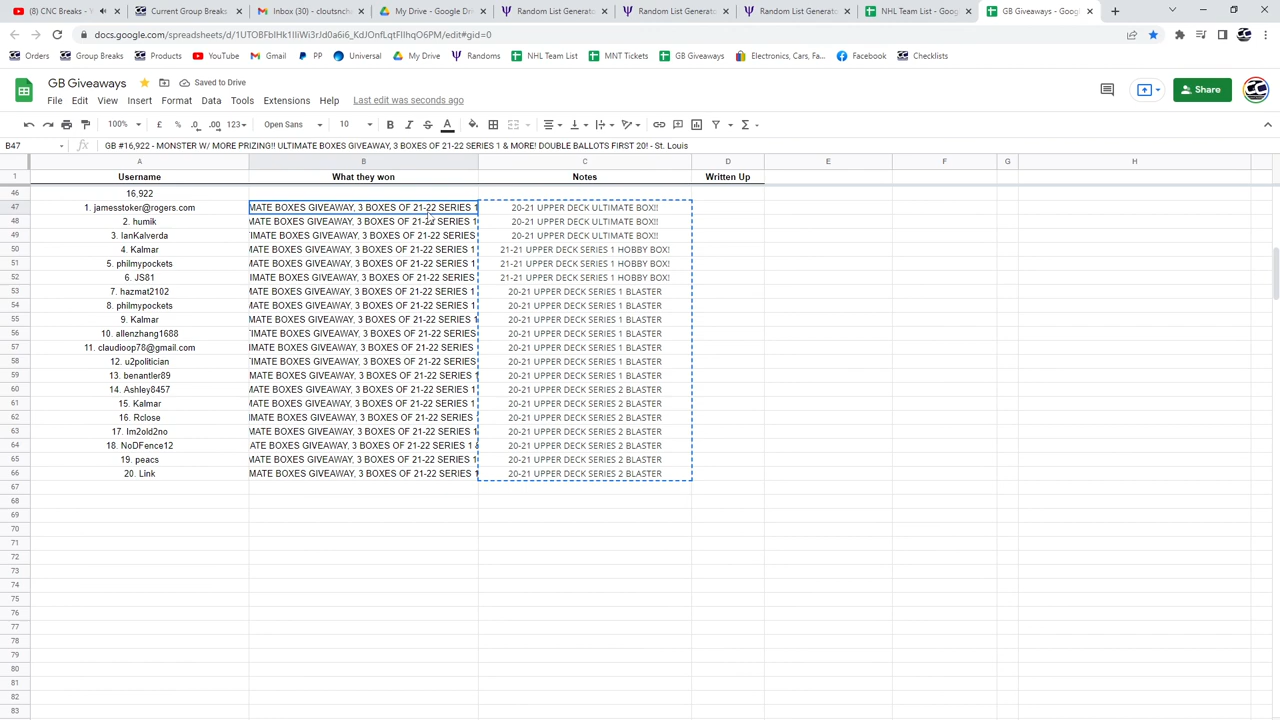 (8) CNC Breaks - Y
Current Group Breaks
Inbox (30) - cloutsnch
My Drive - Google Dri
Random List Generato
Random List Generato
Random List Generato
NHL Team List - Goog
GB Giveaways - Goog
docs.google.com/spreadsheets/d/
/edit#gid=0
Orders
Group Breaks
Products
YouTube
Gmail
PP
Universal
My Drive
Randoms
NHL Team List
MNT Tickets
GB Giveaways
Electronics, Cars, Fa...
Facebook
Checklists
GB Giveaways
Saved to Drive
File Edit View Insert Format Data Tools Extensions Help Last edit was seconds ago
Share
100% £ % .0 .00 123 Open Sans 10 B I S A
B47 fx GB #16,922 - MONSTER W/ MORE PRIZING!! ULTIMATE BOXES GIVEAWAY, 3 BOXES OF 21-22 SERIES 1 & MORE! DOUBLE BALLOTS FIRST 20! - St. Louis
A B C D E F G H
1 Username What they won Notes Written Up
46 16,922
47 1. jamesstoker@rogers.com MATE BOXES GIVEAWAY, 3 BOXES OF 21-22 SERIES 1 20-21 UPPER DECK ULTIMATE BOX!!
48 2. humik MATE BOXES GIVEAWAY, 3 BOXES OF 21-22 SERIES 1 20-21 UPPER DECK ULTIMATE BOX!!
49 3. IanKalverda TIMATE BOXES GIVEAWAY, 3 BOXES OF 21-22 SERIES 20-21 UPPER DECK ULTIMATE BOX!!
50 4. Kalmar MATE BOXES GIVEAWAY, 3 BOXES OF 21-22 SERIES 1 21-21 UPPER DECK SERIES 1 HOBBY BOX!
51 5. philmypockets MATE BOXES GIVEAWAY, 3 BOXES OF 21-22 SERIES 1 21-21 UPPER DECK SERIES 1 HOBBY BOX!
52 6. JS81 IMATE BOXES GIVEAWAY, 3 BOXES OF 21-22 SERIES 1 21-21 UPPER DECK SERIES 1 HOBBY BOX!
53 7. hazmat2102 MATE BOXES GIVEAWAY, 3 BOXES OF 21-22 SERIES 1 20-21 UPPER DECK SERIES 1 BLASTER
54 8. philmypockets MATE BOXES GIVEAWAY, 3 BOXES OF 21-22 SERIES 1 20-21 UPPER DECK SERIES 1 BLASTER
55 9. Kalmar MATE BOXES GIVEAWAY, 3 BOXES OF 21-22 SERIES 1 20-21 UPPER DECK SERIES 1 BLASTER
56 10. allenzhang1688 TIMATE BOXES GIVEAWAY, 3 BOXES OF 21-22 SERIES 20-21 UPPER DECK SERIES 1 BLASTER
57 11. claudioop78@gmail.com IMATE BOXES GIVEAWAY, 3 BOXES OF 21-22 SERIES 1 20-21 UPPER DECK SERIES 1 BLASTER
58 12. u2politician TIMATE BOXES GIVEAWAY, 3 BOXES OF 21-22 SERIES 20-21 UPPER DECK SERIES 1 BLASTER
59 13. benantler89 MATE BOXES GIVEAWAY, 3 BOXES OF 21-22 SERIES 1 20-21 UPPER DECK SERIES 1 BLASTER
60 14. Ashley8457 MATE BOXES GIVEAWAY, 3 BOXES OF 21-22 SERIES 1 20-21 UPPER DECK SERIES 2 BLASTER
61 15. Kalmar MATE BOXES GIVEAWAY, 3 BOXES OF 21-22 SERIES 1 20-21 UPPER DECK SERIES 2 BLASTER
62 16. Rclose IMATE BOXES GIVEAWAY, 3 BOXES OF 21-22 SERIES 1 20-21 UPPER DECK SERIES 2 BLASTER
63 17. Im2old2no MATE BOXES GIVEAWAY, 3 BOXES OF 21-22 SERIES 1 20-21 UPPER DECK SERIES 2 BLASTER
64 18. NoDFence12 ATE BOXES GIVEAWAY, 3 BOXES OF 21-22 SERIES 1 & 20-21 UPPER DECK SERIES 2 BLASTER
65 19. peacs MATE BOXES GIVEAWAY, 3 BOXES OF 21-22 SERIES 1 20-21 UPPER DECK SERIES 2 BLASTER
66 20. Link MATE BOXES GIVEAWAY, 3 BOXES OF 21-22 SERIES 1 20-21 UPPER DECK SERIES 2 BLASTER
67
68
69
70
71
72
73
74
75
76
77
78
79
80
81
82
83